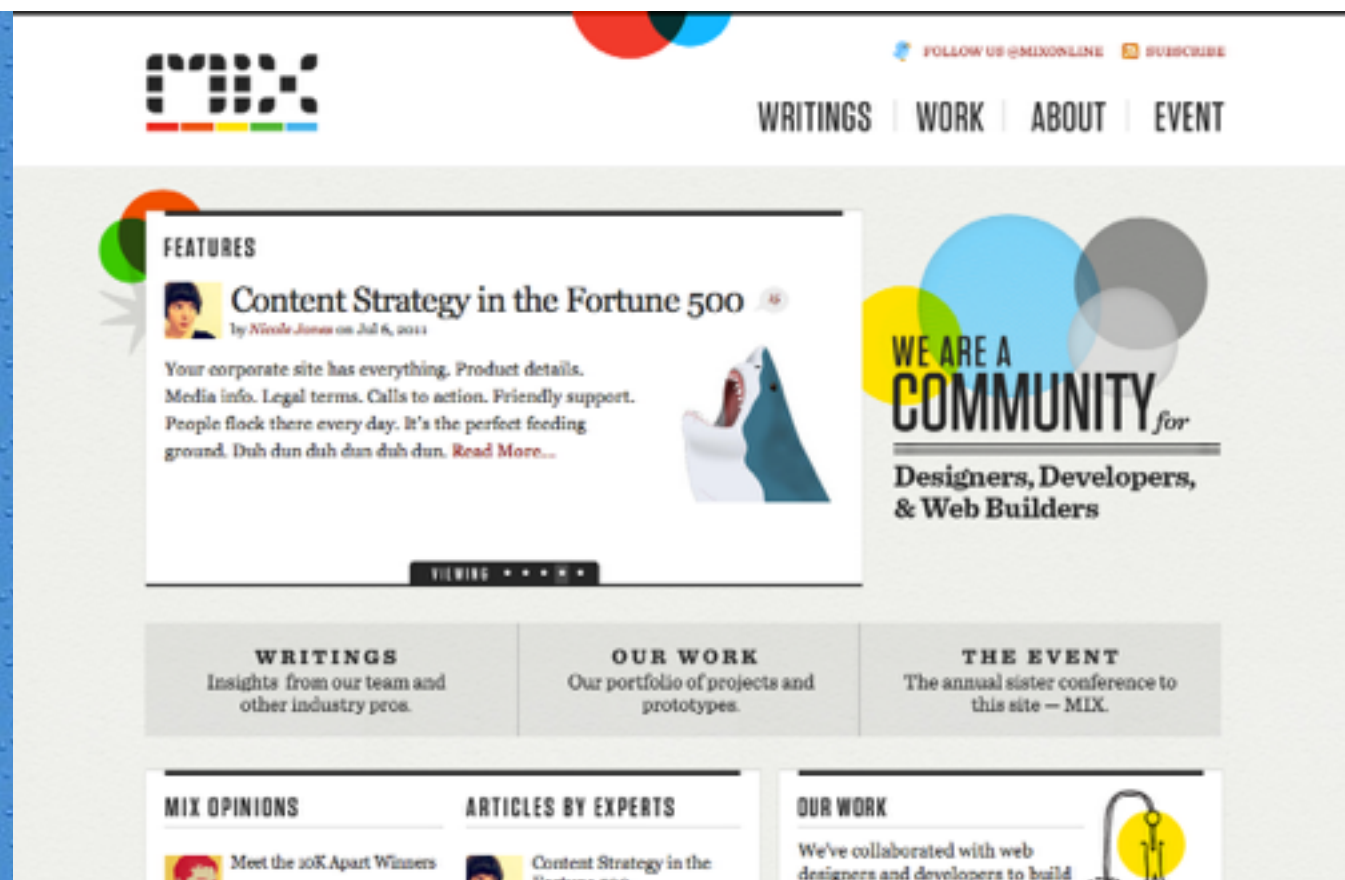 mix
FOLLOW US @MIXONLINE
SUBSCRIBE
WRITINGS
WORK
ABOUT
EVENT
FEATURES
Content Strategy in the Fortune 500
by Nicole Jones on Jul 6, 2011
Your corporate site has everything. Product details.
Media info. Legal terms. Calls to action. Friendly support.
People flock there every day. It's the perfect feeding
ground. Duh dun duh dun duh dun. Read More...
VIEWING
WE ARE A
COMMUNITY for
Designers, Developers,
& Web Builders
WRITINGS
Insights from our team and
other industry pros.
OUR WORK
Our portfolio of projects and
prototypes.
THE EVENT
The annual sister conference to
this site — MIX.
MIX OPINIONS
Meet the 10K Apart Winners
ARTICLES BY EXPERTS
Content Strategy in the
Fortune 500
OUR WORK
We've collaborated with web
designers and developers to build